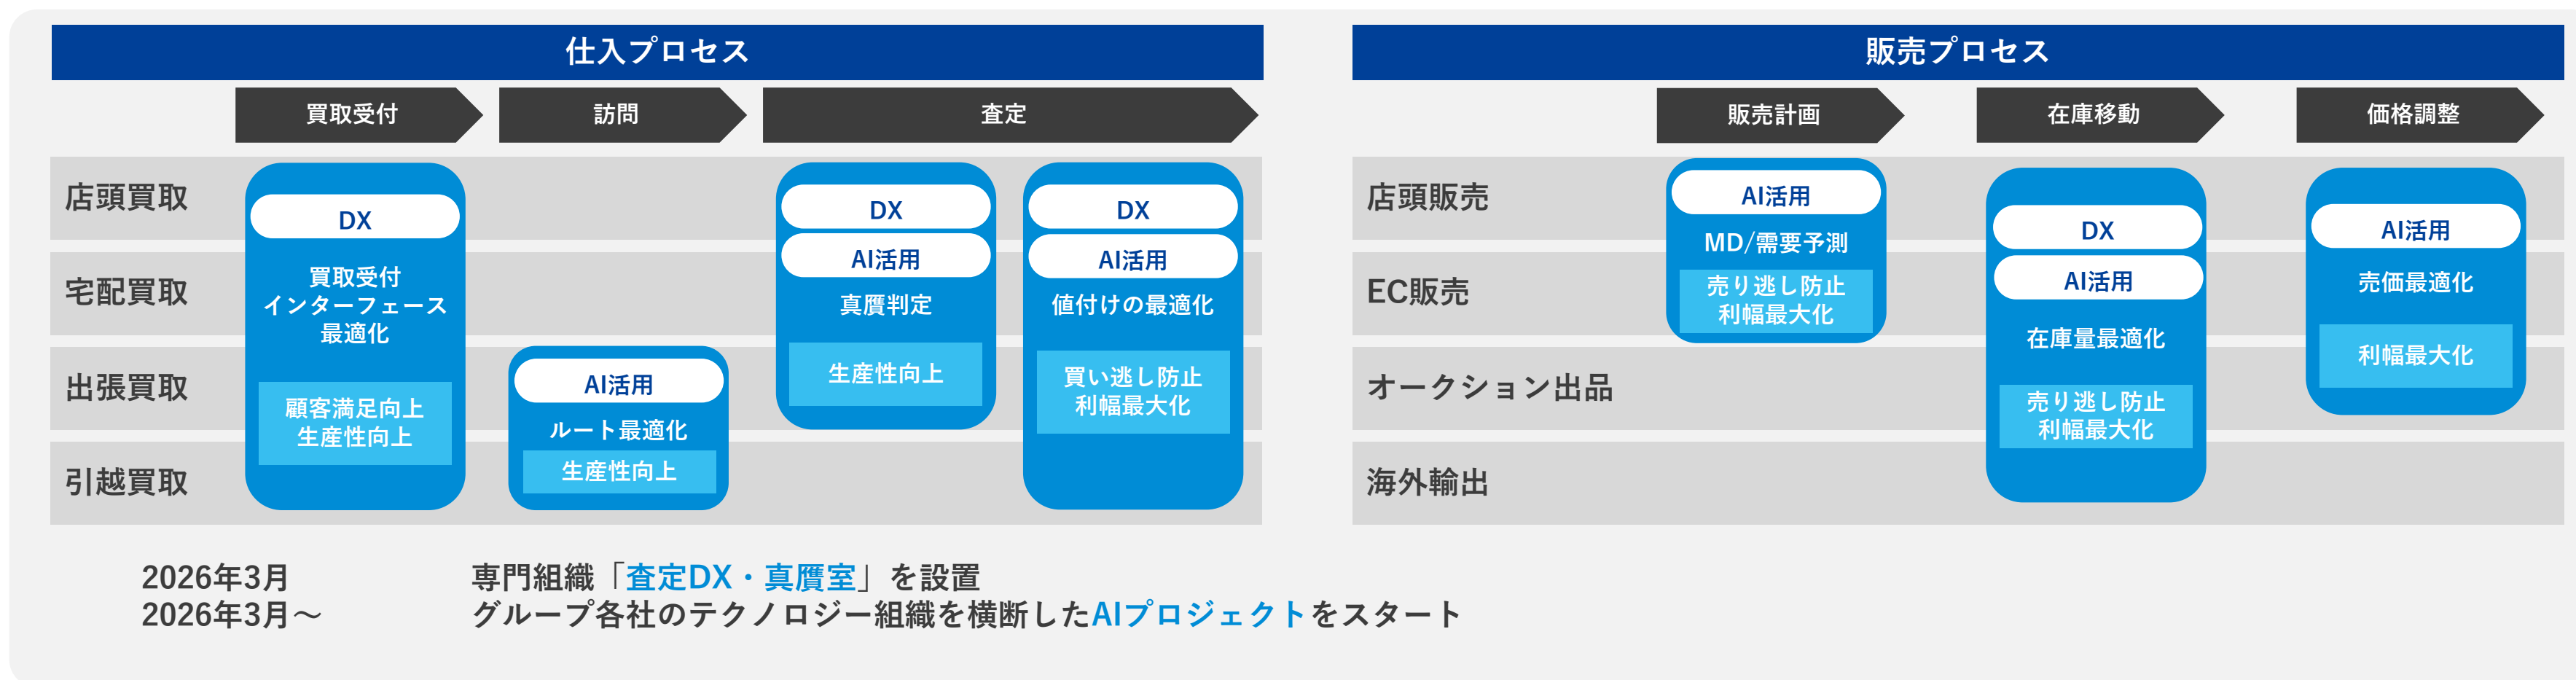 仕入プロセス
買取受付
訪問
査定
店頭買取
宅配買取
出張買取
引越買取
DX
買取受付
インターフェース
最適化
顧客満足向上
生産性向上
AI活用
ルート最適化
生産性向上
DX
AI活用
真贋判定
生産性向上
DX
AI活用
値付けの最適化
買い逃し防止
利幅最大化
販売プロセス
販売計画
在庫移動
価格調整
店頭販売
EC販売
オークション出品
海外輸出
AI活用
MD/需要予測
売り逃し防止
利幅最大化
DX
AI活用
在庫量最適化
売り逃し防止
利幅最大化
AI活用
売価最適化
利幅最大化
2026年3月 専門組織「査定DX・真贋室」を設置
2026年3月～ グループ各社のテクノロジー組織を横断したAIプロジェクトをスタート